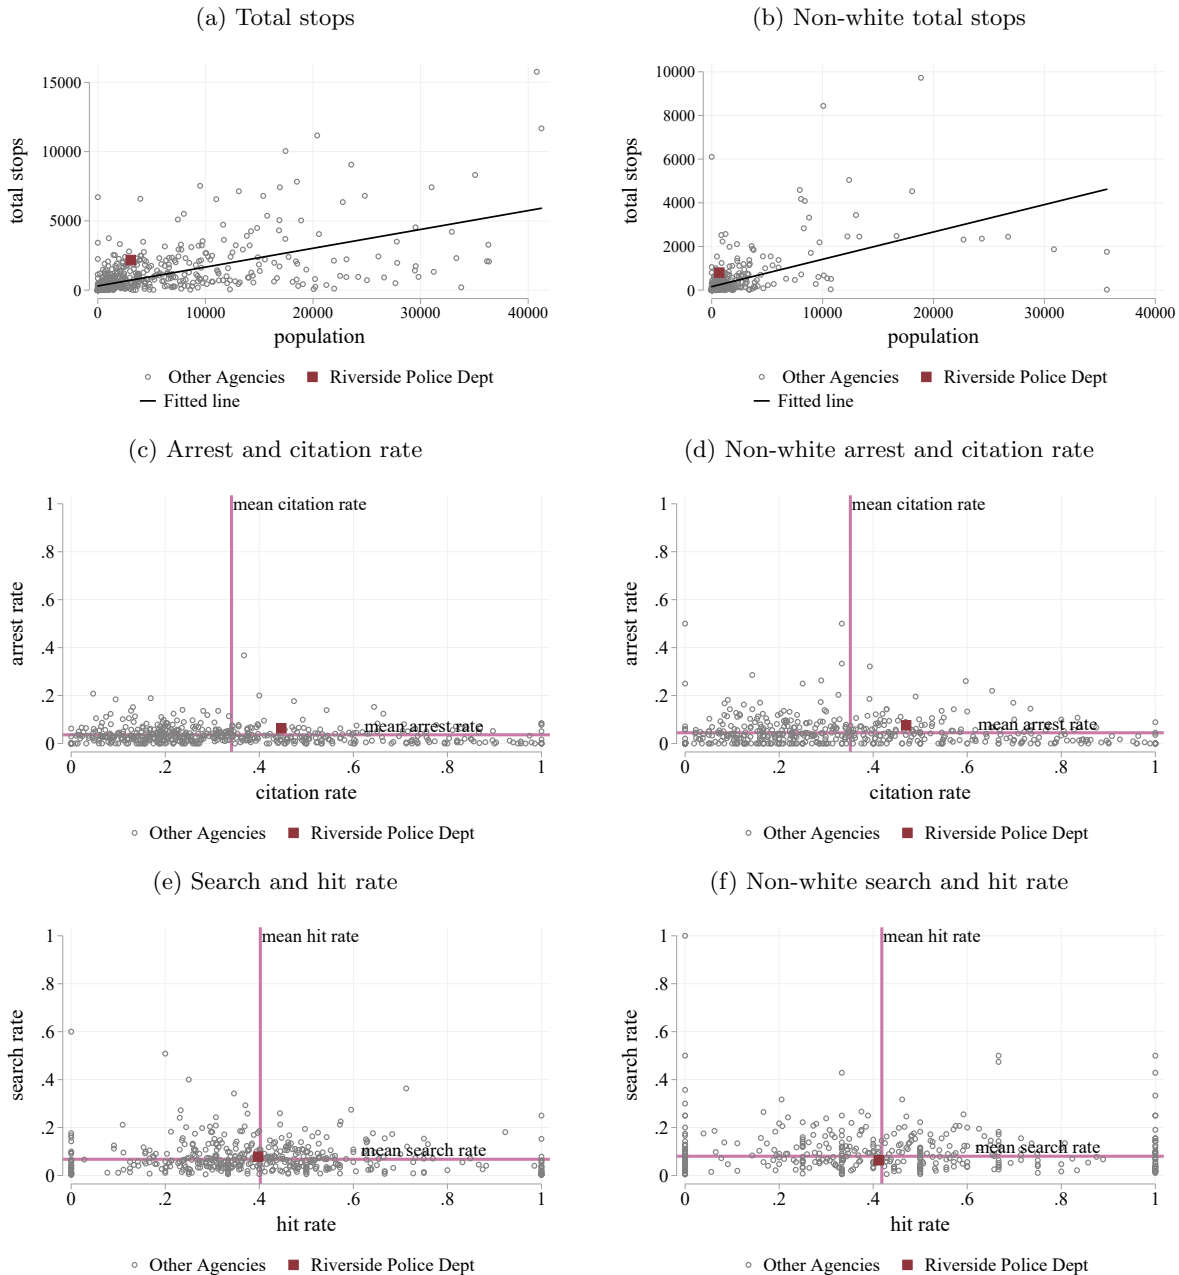 (a) Total stops
(b) Non-white total stops
total stops
15000
10000
5000
0
0 10000 20000 30000 40000
population
Other Agencies Riverside Police Dept
Fitted line
total stops
10000
8000
6000
4000
2000
0
0 10000 20000 30000 40000
population
Other Agencies Riverside Police Dept
Fitted line
(c) Arrest and citation rate
(d) Non-white arrest and citation rate
arrest rate
1
.8
.6
.4
.2
0
mean citation rate
mean arrest rate
0 .2 .4 .6 .8 1
citation rate
Other Agencies Riverside Police Dept
arrest rate
1
.8
.6
.4
.2
0
mean citation rate
mean arrest rate
0 .2 .4 .6 .8 1
citation rate
Other Agencies Riverside Police Dept
(e) Search and hit rate
(f) Non-white search and hit rate
search rate
1
.8
.6
.4
.2
0
mean hit rate
mean search rate
0 .2 .4 .6 .8 1
hit rate
Other Agencies Riverside Police Dept
search rate
1
.8
.6
.4
.2
0
mean hit rate
mean search rate
0 .2 .4 .6 .8 1
hit rate
Other Agencies Riverside Police Dept